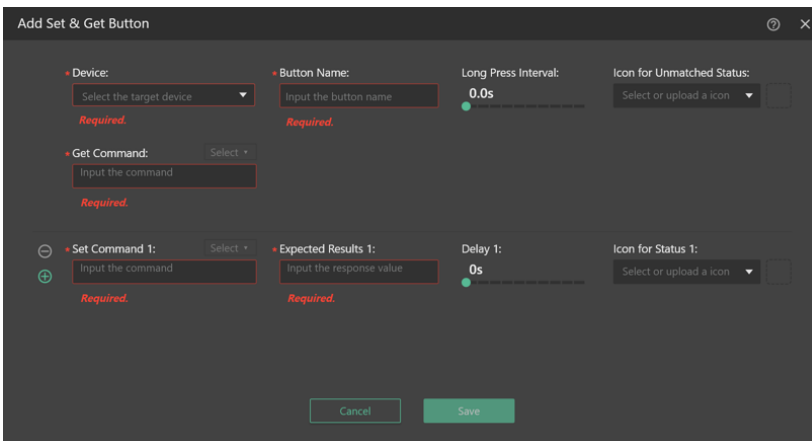 Add Set & Get Button
* Device: * Button Name: Long Press Interval: Icon for Unmatched Status:
Select the target device Input the button name 0.0s Select or upload a icon
Required. Required.
* Get Command: Select
Input the command
Required.
* Set Command 1: Select * Expected Results 1: Delay 1: Icon for Status 1:
Input the command Input the response value 0s Select or upload a icon
Required. Required.
Cancel Save